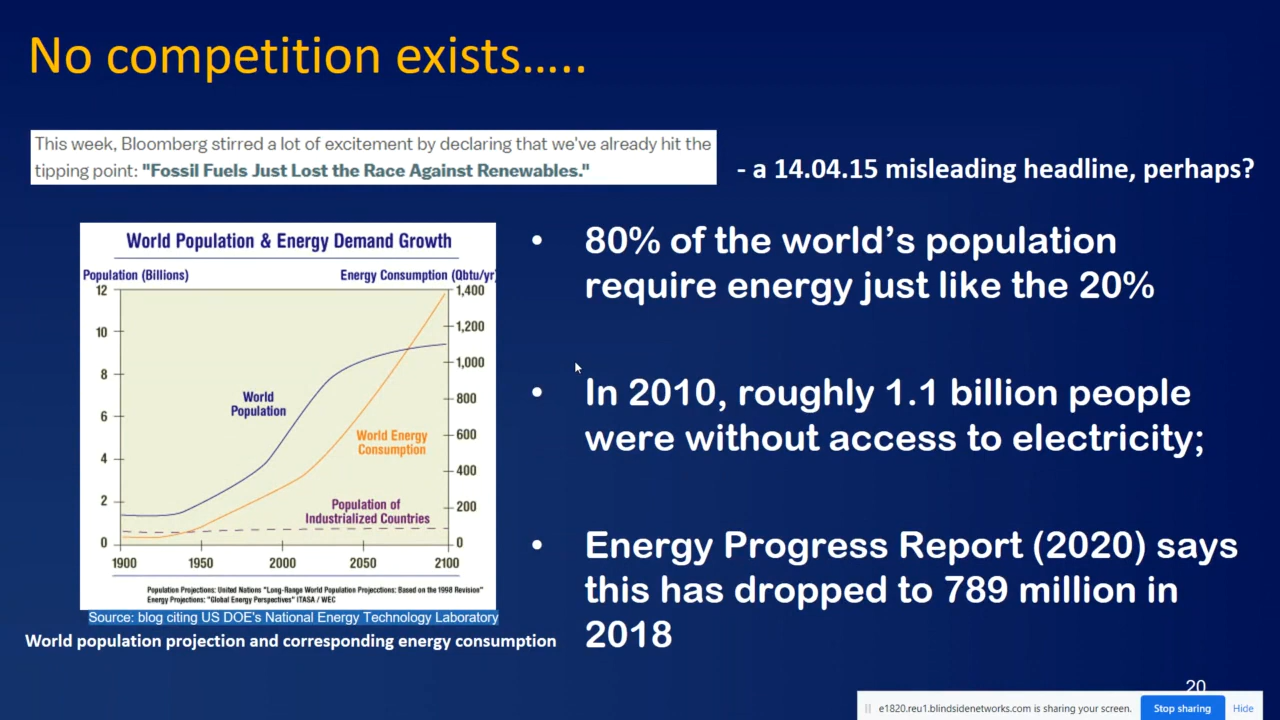 No competition exists.....
This week, Bloomberg stirred a lot of excitement by declaring that we've already hit the
tipping point: "Fossil Fuels Just Lost the Race Against Renewables."
- a 14.04.15 misleading headline, perhaps?
World Population & Energy Demand Growth
Population (Billions)
Energy Consumption (Qbtu/yr)
12
10
8
6
4
2
0
1,400
1,200
1,000
800
600
400
200
0
World
Population
World Energy
Consumption
Population of
Industrialized Countries
1900 1950 2000 2050 2100
Population Projections: United Nations "Long-Range World Population Projecctions: Based on the 1998 Revision"
Energy Projections: "Global Energy Perspectives" ITASA / WEC
Source: blog citing US DOE's National Energy Technology Laboratory
World population projection and corresponding energy consumption
• 80% of the world's population
require energy just like the 20%
• In 2010, roughly 1.1 billion people
were without access to electricity;
• Energy Progress Report (2020) says
this has dropped to 789 million in
2018
20
e1820.reu1.blindsidenetworks.com is sharing your screen.
Stop sharing
Hide